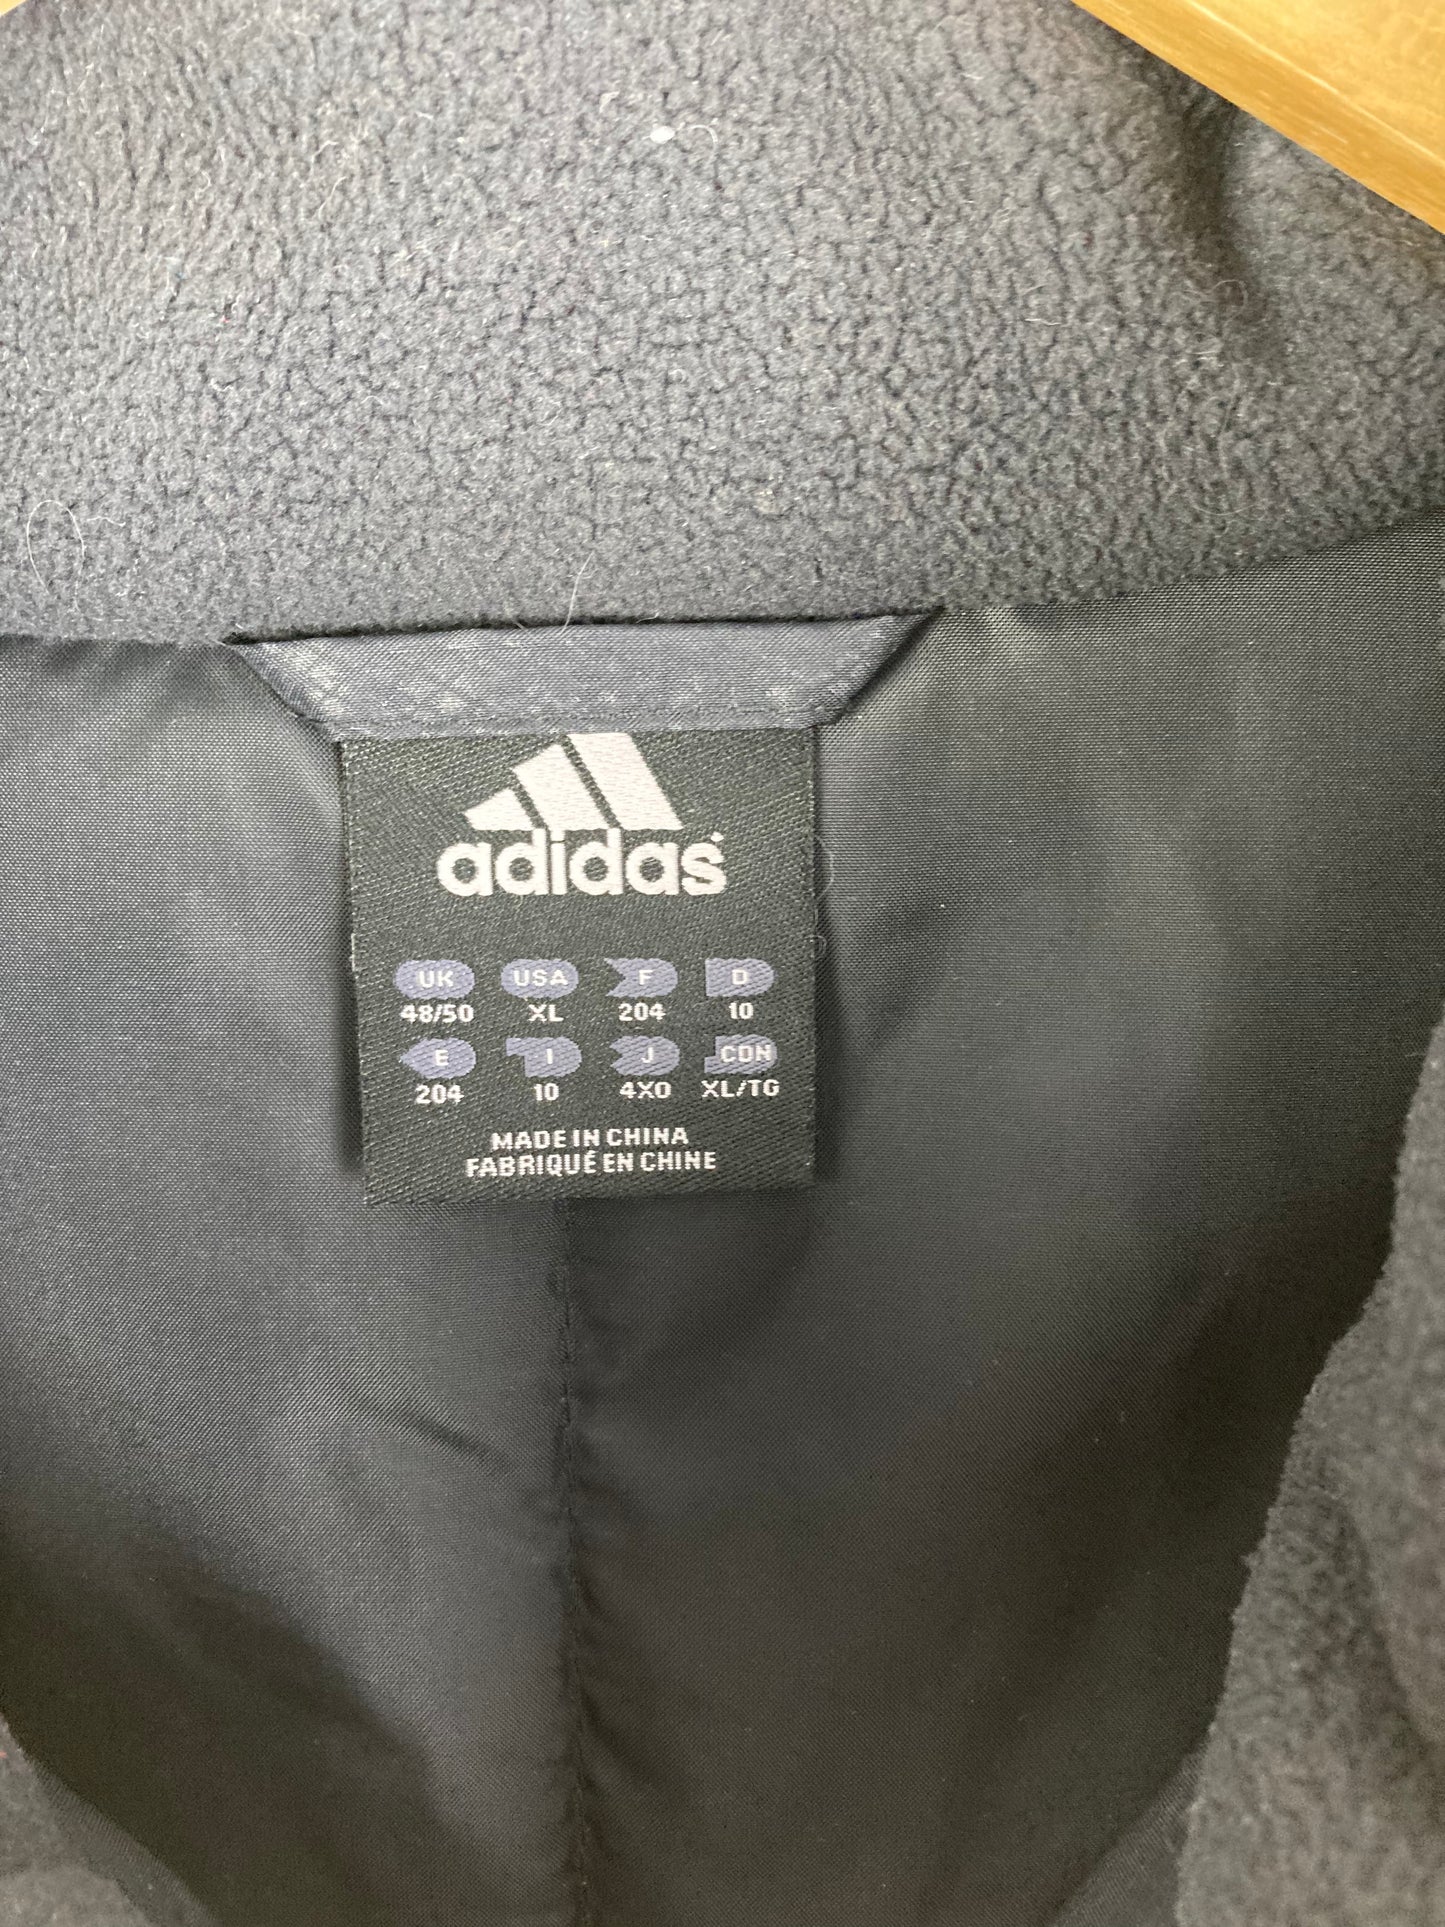 adidas
UK USA F D
48/50 XL 204 10
E I J CDN
204 10 4XO XL/TG
MADE IN CHINA
FABRIQUÉ EN CHINE